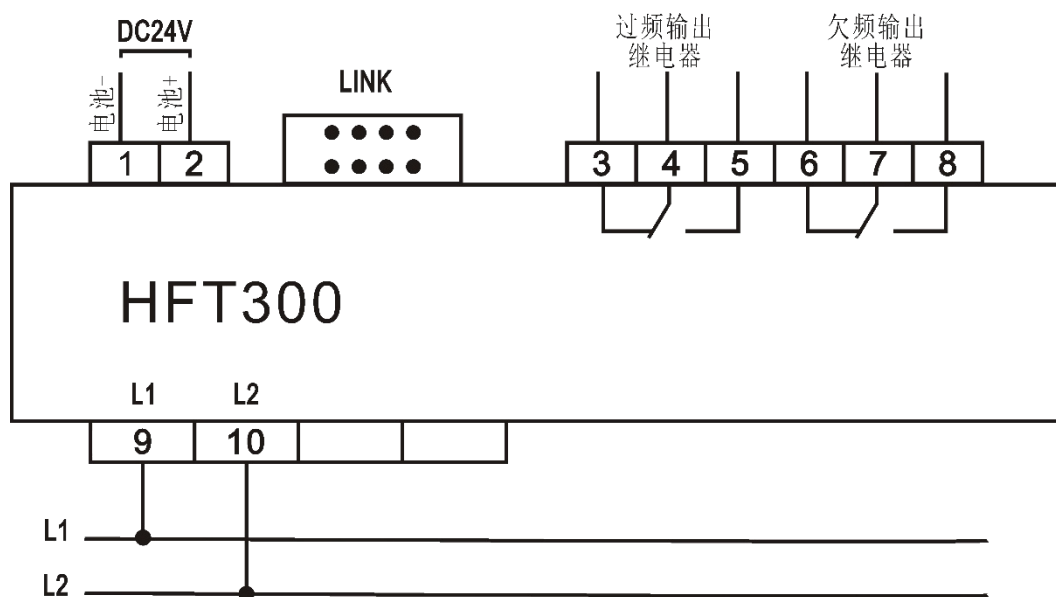 DC24V
电池-
电池+
LINK
过频输出
继电器
欠频输出
继电器
1 2
3 4 5 6 7 8
HFT300
L1 L2
9 10
L1
L2